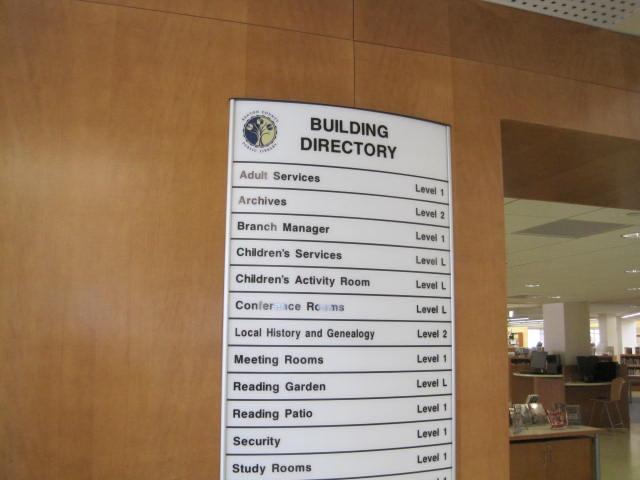 BUILDING
DIRECTORY
Adult Services Level 1
Archives Level 2
Branch Manager Level 1
Children's Services Level L
Children's Activity Room Level L
Conference Rooms Level L
Local History and Genealogy Level 2
Meeting Rooms Level 1
Reading Garden Level L
Reading Patio Level 1
Security Level 1
Study Rooms Level 1